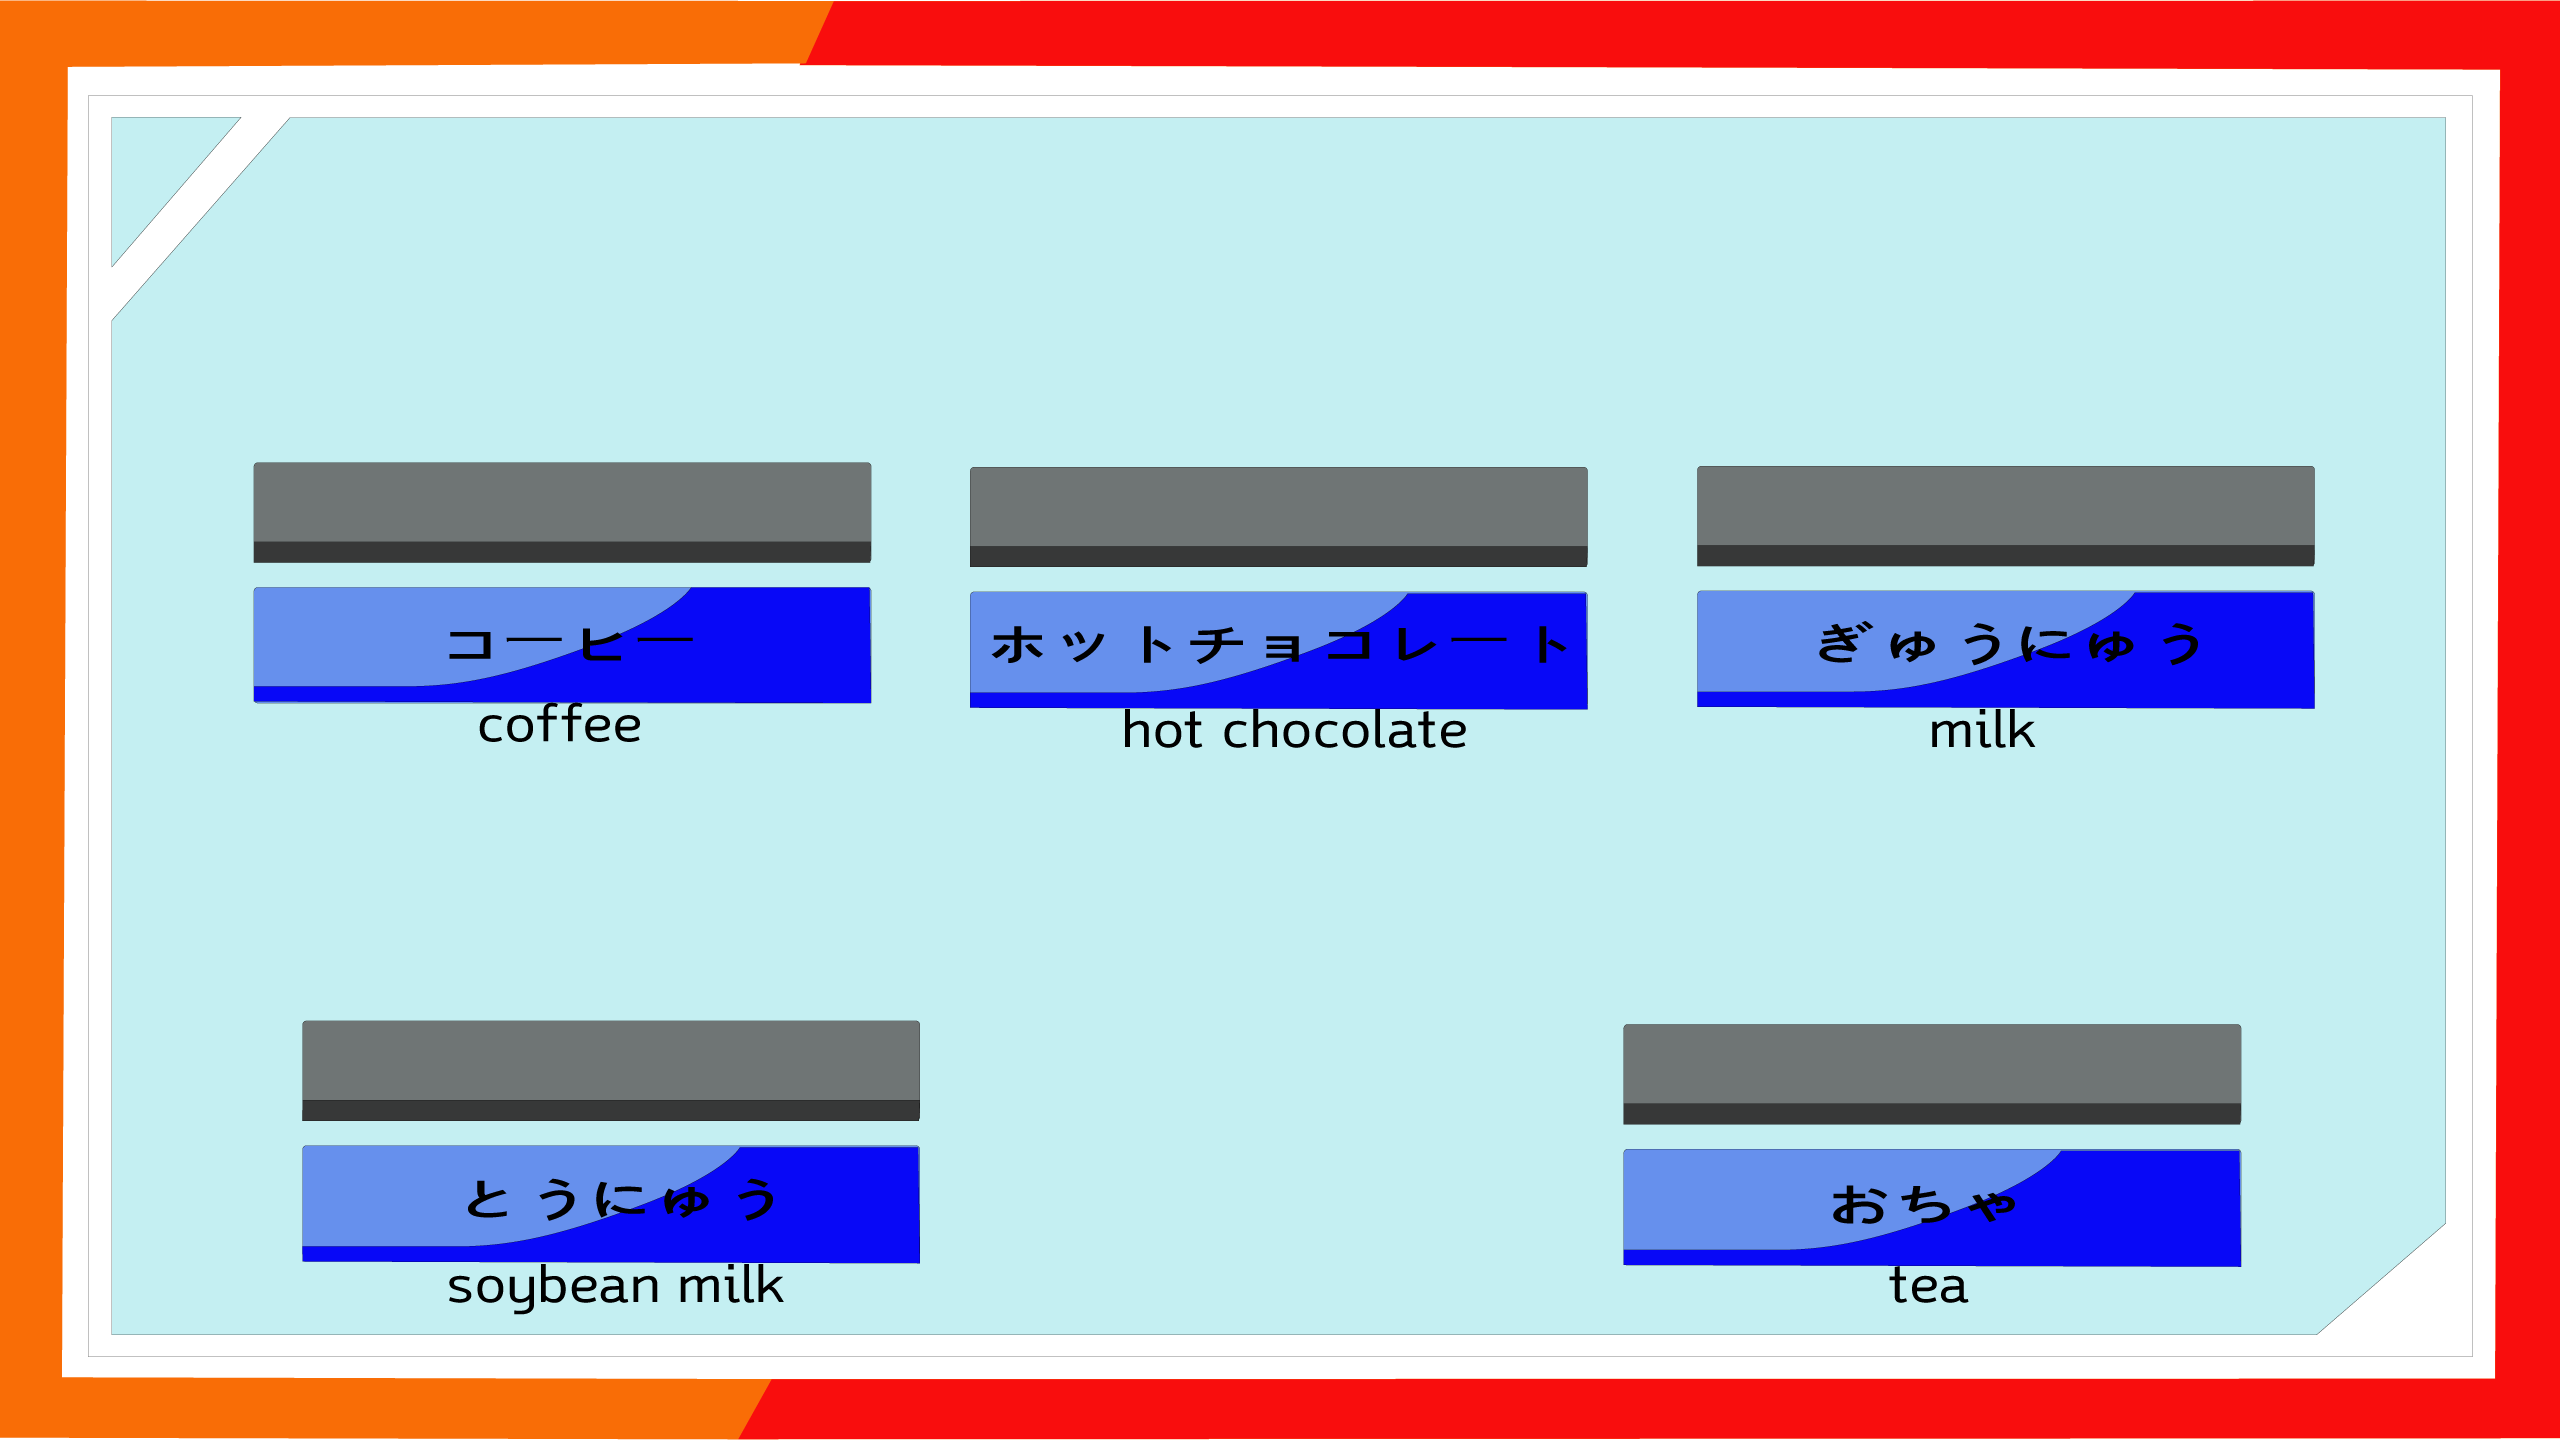 コーヒー
coffee
ホットチョコレート
hot chocolate
ぎゅうにゅう
milk
とうにゅう
soybean milk
おちゃ
tea